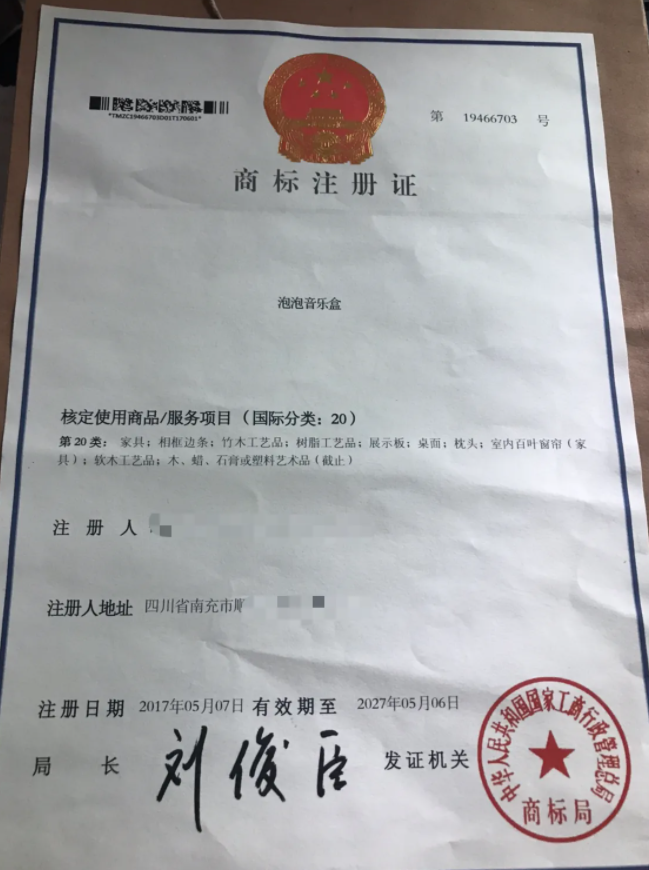 *TMZC19466703D01T170601*
第 19466703 号
商标注册证
泡泡音乐盒
核定使用商品/服务项目（国际分类：20）
第20类：家具；相框边条；竹木工艺品；树脂工艺品；展示板；桌面；枕头；室内百叶窗帘（家
具）；软木工艺品；木、蜡、石膏或塑料艺术品（截止）
注册人
注册人地址 四川省南充市顺
注册日期 2017年05月07日 有效期至 2027年05月06日
局长 刘俊臣 发证机关
中华人民共和国国家工商行政管理总局
商标局